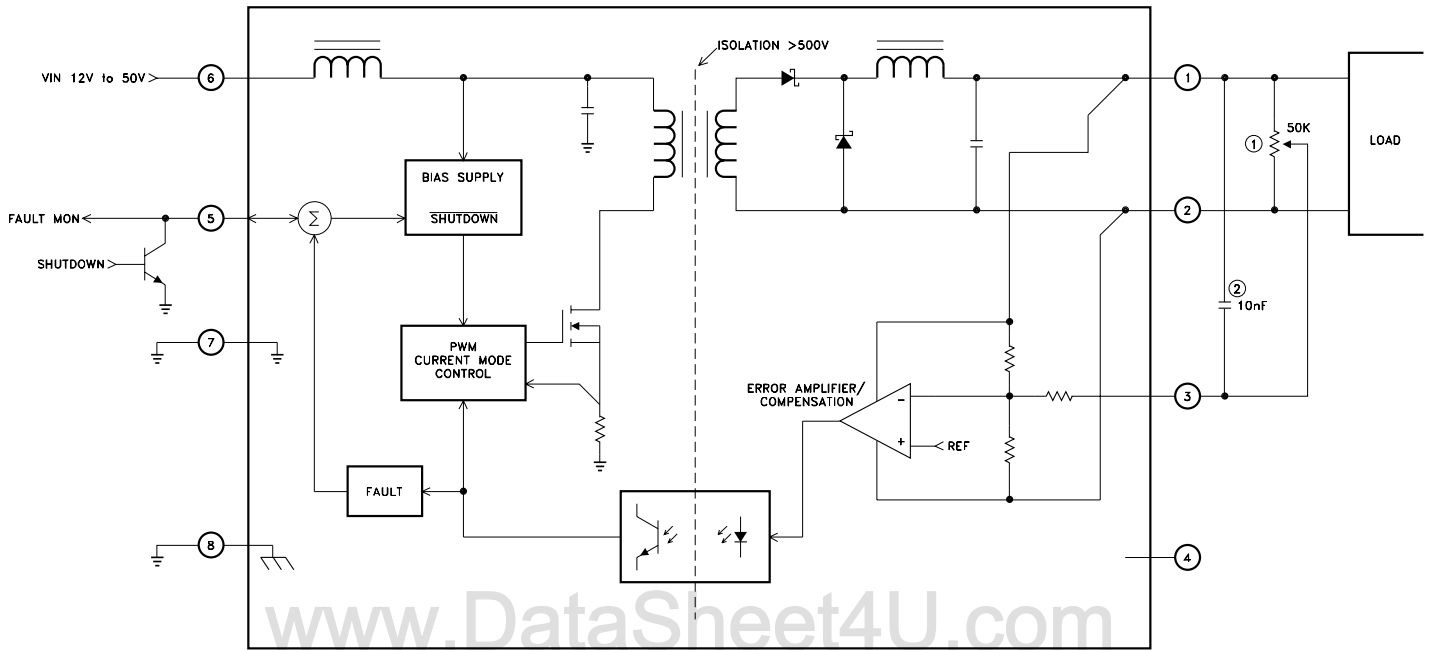 ISOLATION >500V
VIN 12V to 50V
6
1
50K
1
LOAD
BIAS SUPPLY
SHUTDOWN
FAULT MON
5
Σ
2
SHUTDOWN
2
10nF
7
PWM
CURRENT MODE
CONTROL
ERROR AMPLIFIER/
COMPENSATION
-
+
REF
3
FAULT
8
4
www.DataSheet4U.com